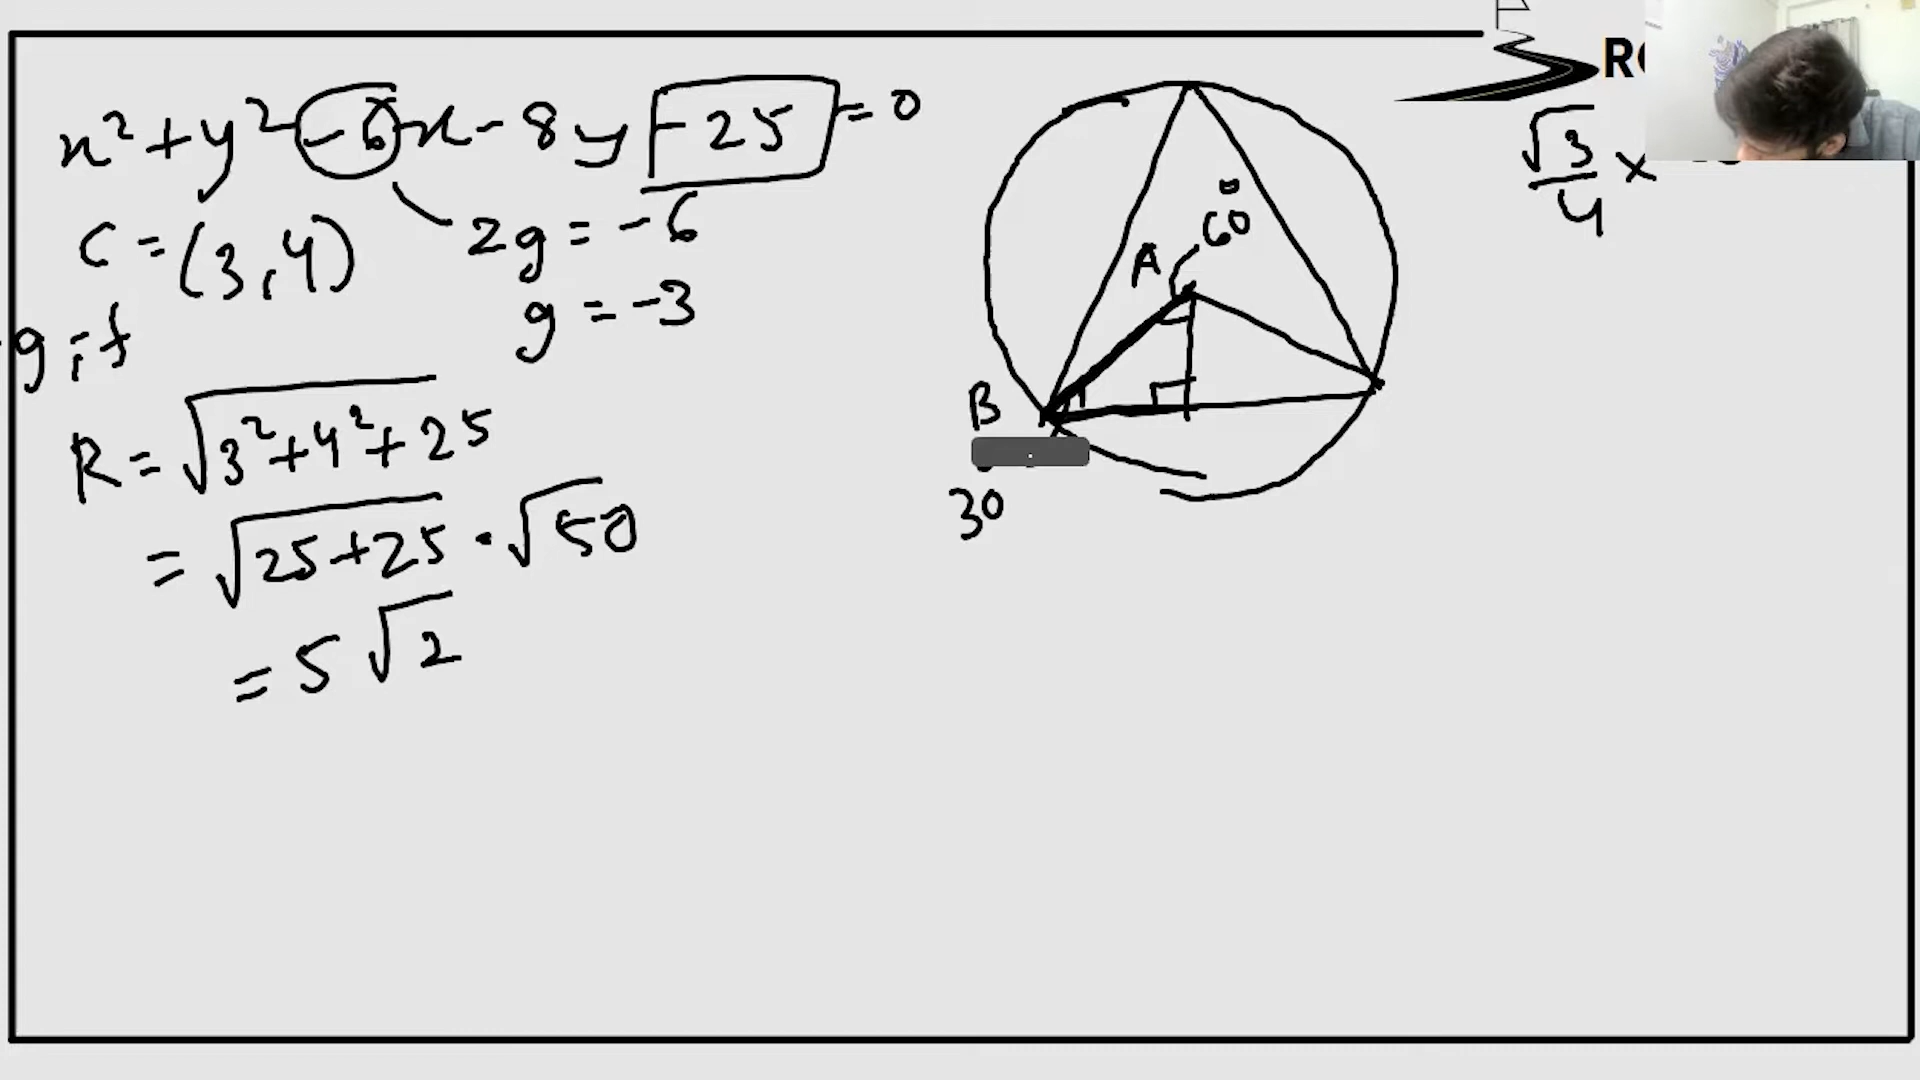 x² + y² - 6x - 8y - 25 = 0
C = (3, 4)
2g = -6
g = -3
g, f
R = √3² + 4² + 25
= √25 + 25 · √50
= 5√2
A
60°
B
30
√3/4 ×